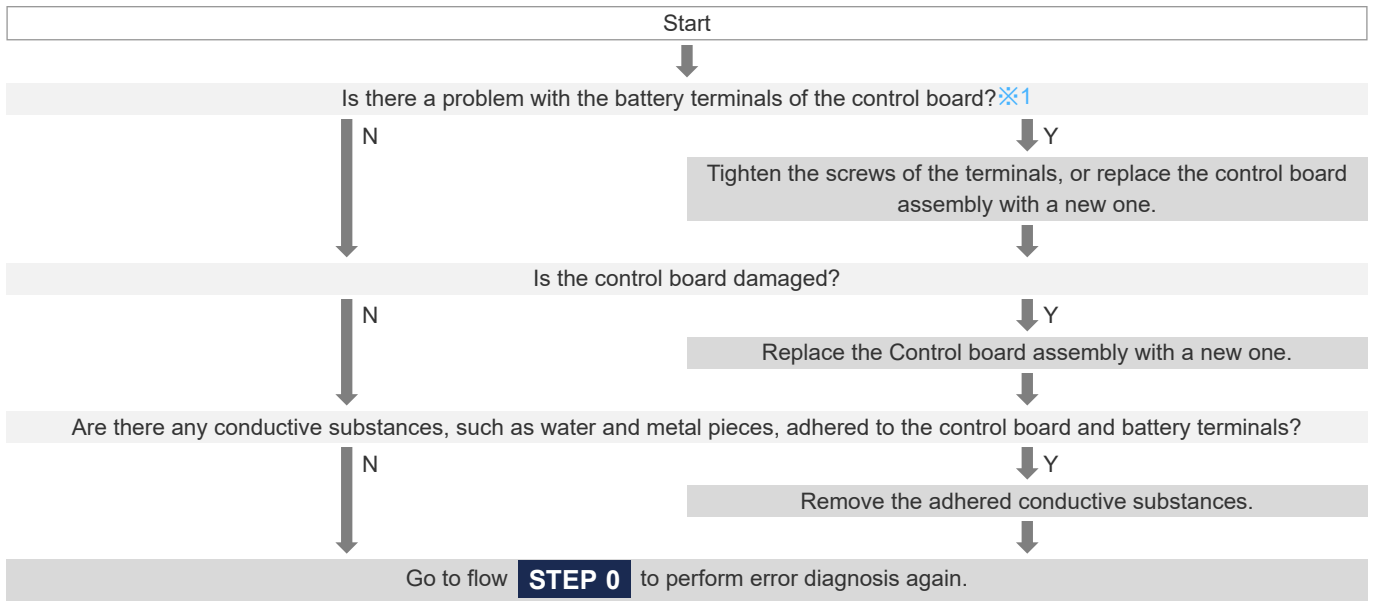 Start
Is there a problem with the battery terminals of the control board?※1
N
Y
Tighten the screws of the terminals, or replace the control board
assembly with a new one.
Is the control board damaged?
N
Y
Replace the Control board assembly with a new one.
Are there any conductive substances, such as water and metal pieces, adhered to the control board and battery terminals?
N
Y
Remove the adhered conductive substances.
Go to flow STEP 0 to perform error diagnosis again.